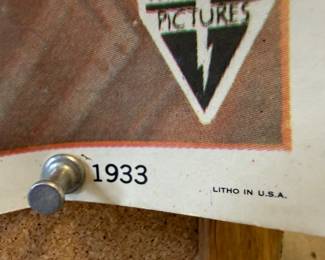 PICTURES
1933
LITHO IN U.S.A.